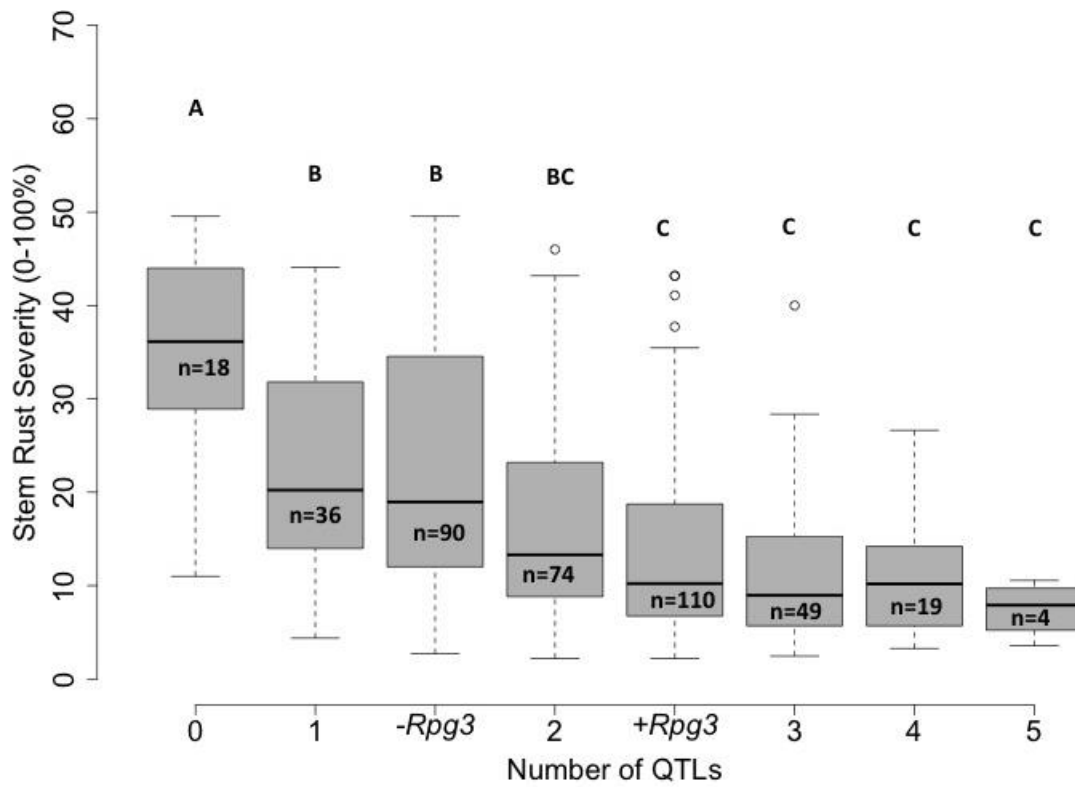 70
60
50
40
30
20
10
0
Stem Rust Severity (0-100%)
A
B
B
BC
C
C
C
C
n=18
n=36
n=90
n=74
n=110
n=49
n=19
n=4
0 1 -Rpg3 2 +Rpg3 3 4 5
Number of QTLs